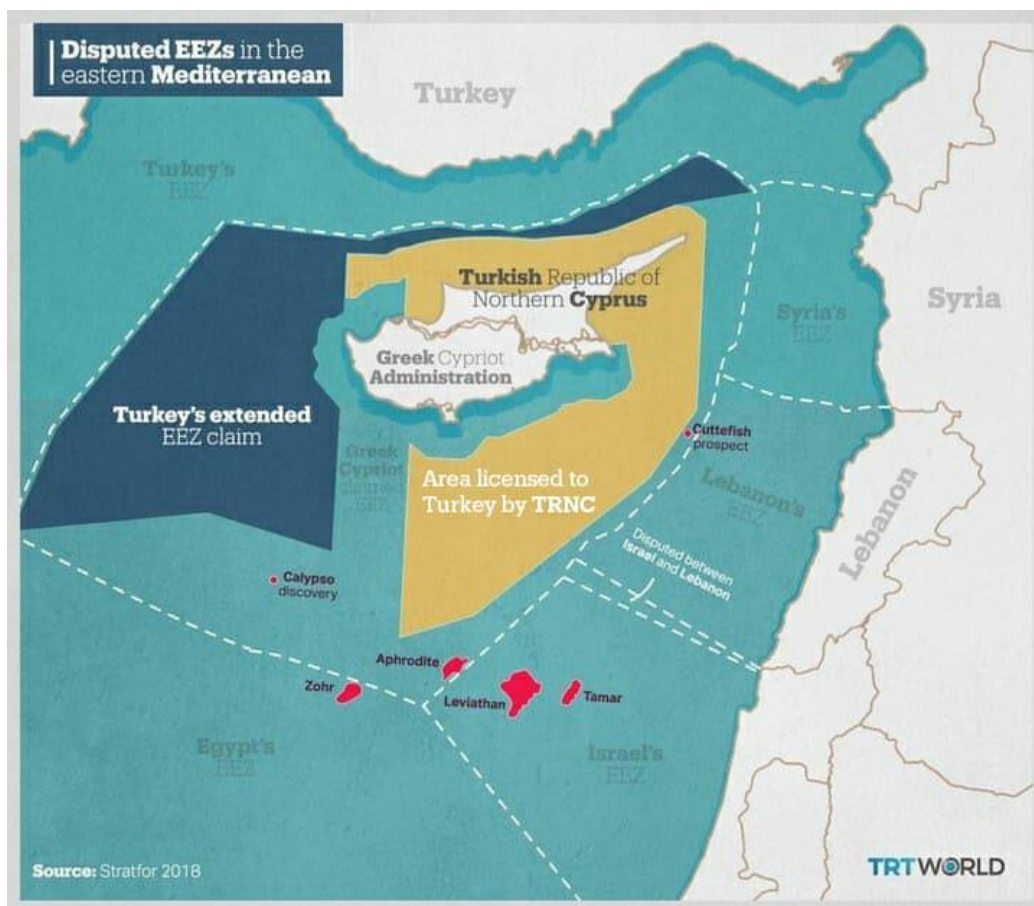 Disputed EEZs in the
eastern Mediterranean
Turkey
Turkey's
EEZ
Turkish Republic of
Northern Cyprus
Syria's
EEZ
Syria
Greek Cypriot
Administration
Turkey's extended
EEZ claim
Greek
Cypriot
claimed
EEZ
Area licensed to
Turkey by TRNC
Cuttefish
prospect
Lebanon's
EEZ
Lebanon
Disputed between
Israel and Lebanon
Calypso
discovery
Aphrodite
Zohr
Leviathan
Tamar
Egypt's
EEZ
Israel's
EEZ
Source: Stratfor 2018
TRTWORLD